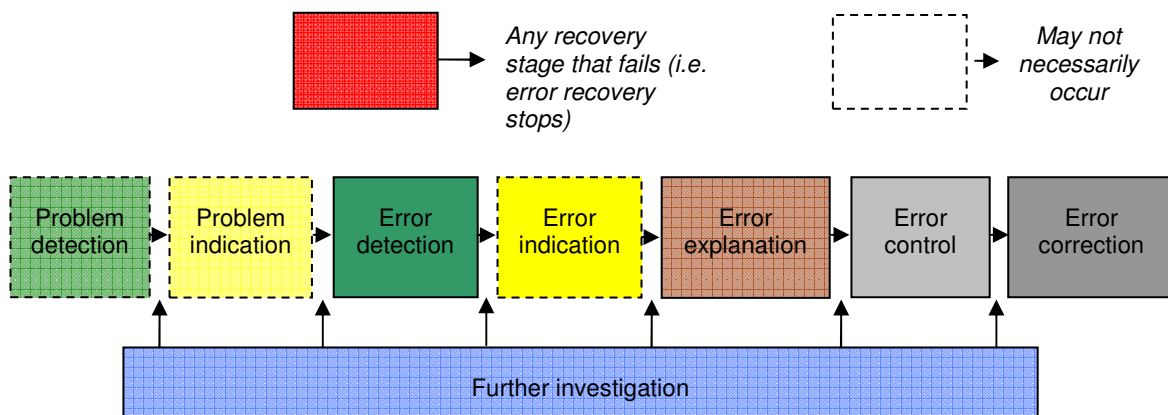 Any recovery
stage that fails (i.e.
error recovery
stops)
May not
necessarily
occur
Problem
detection
Problem
indication
Error
detection
Error
indication
Error
explanation
Error
control
Error
correction
Further investigation